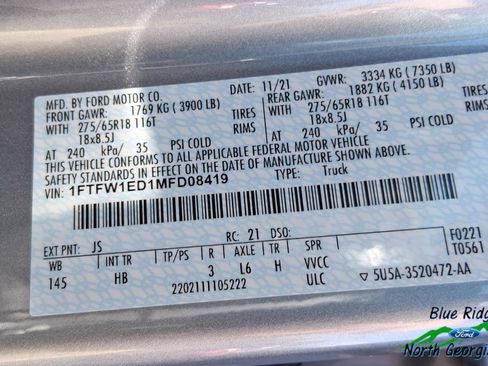 MFD. BY FORD MOTOR CO. 11/21 GVWR: 3334 KG ( 7350 LB)
FRONT GAWR: 1769 KG ( 3900 LB) REAR GAWR: 1882 KG ( 4150 LB)
WITH 275/65R18 116T TIRES WITH 275/65R18 116T TIRES
18x8.5J RIMS 18x8.5J RIMS
AT 240 kPa/ 35 PSI COLD AT 240 kPa/ 35 PSI COLD
THIS VEHICLE CONFORMS TO ALL APPLICABLE FEDERAL MOTOR VEHICLE
SAFETY STANDARDS IN EFFECT ON THE DATE OF MANUFACTURE SHOWN ABOVE.
VIN: 1FTFW1ED1MFD08419 TYPE: Truck
F0221
T0561
EXT PNT: JS RC: 21 DSO:
WB INT TR TP/PS R AXLE TR SPR
145 HB 3 L6 H VVCC
2202111105222 ULC ▽ 5U5A-3520472-AA
Blue Ridge
Ford
North Georgia